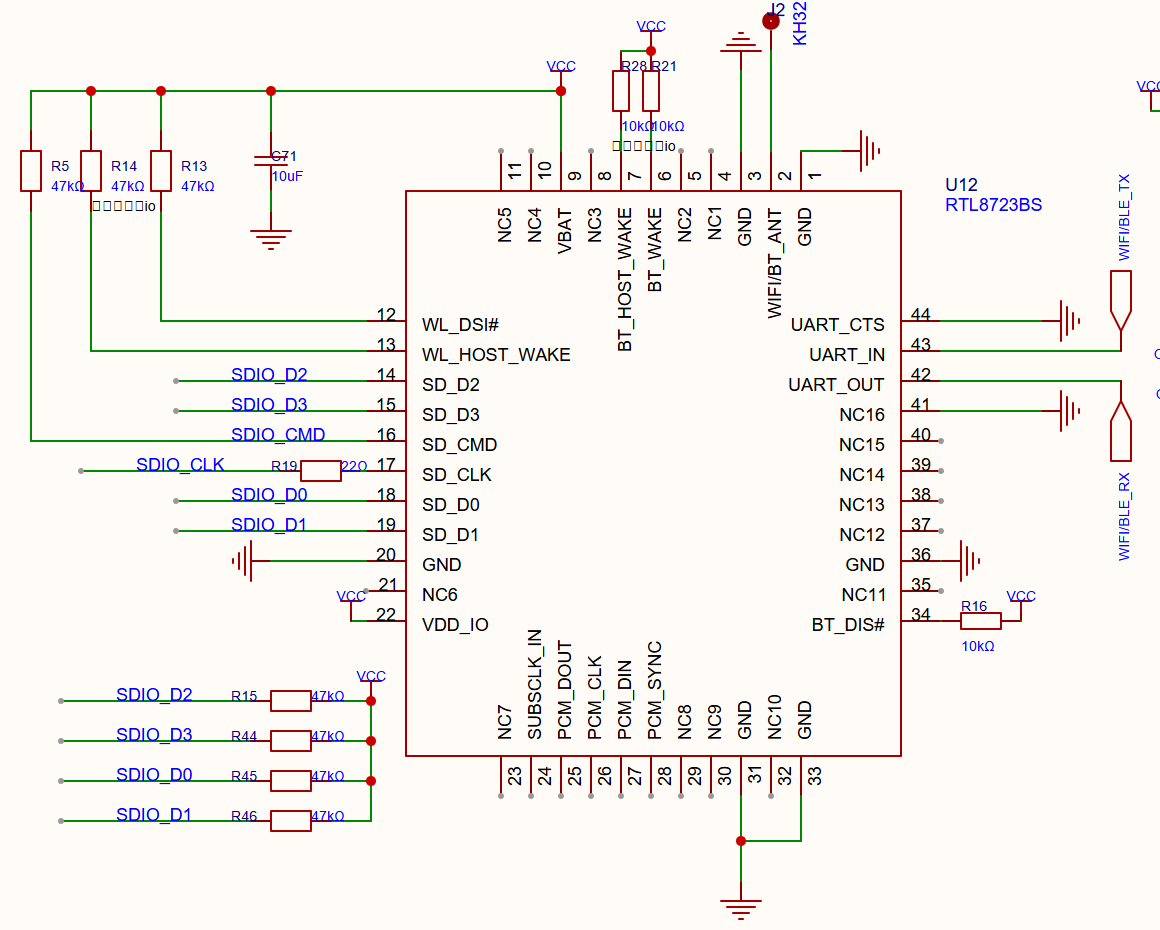 J2
KH32
VCC
VCC
R28
R21
10kΩ
10kΩ
□□□□□io
VCC
R5
47kΩ
R14
47kΩ
□□□□□io
R13
47kΩ
C71
10uF
U12
RTL8723BS
WIFI/BLE_TX
11
10
9
8
7
6
5
4
3
2
1
NC5
NC4
VBAT
NC3
BT_HOST_WAKE
BT_WAKE
NC2
NC1
GND
WIFI/BT_ANT
GND
12 WL_DSI#
13 WL_HOST_WAKE
SDIO_D2 14 SD_D2
SDIO_D3 15 SD_D3
SDIO_CMD 16 SD_CMD
SDIO_CLK R19 22Ω 17 SD_CLK
SDIO_D0 18 SD_D0
SDIO_D1 19 SD_D1
20 GND
21 NC6
VCC 22 VDD_IO
UART_CTS 44
UART_IN 43
UART_OUT 42
NC16 41
NC15 40
NC14 39
NC13 38
NC12 37
GND 36
NC11 35
BT_DIS# 34
R16
10kΩ
VCC
WIFI/BLE_RX
NC7
SUBSCLK_IN
PCM_DOUT
PCM_CLK
PCM_DIN
PCM_SYNC
NC8
NC9
GND
NC10
GND
23
24
25
26
27
28
29
30
31
32
33
VCC
SDIO_D2 R15 47kΩ
SDIO_D3 R44 47kΩ
SDIO_D0 R45 47kΩ
SDIO_D1 R46 47kΩ